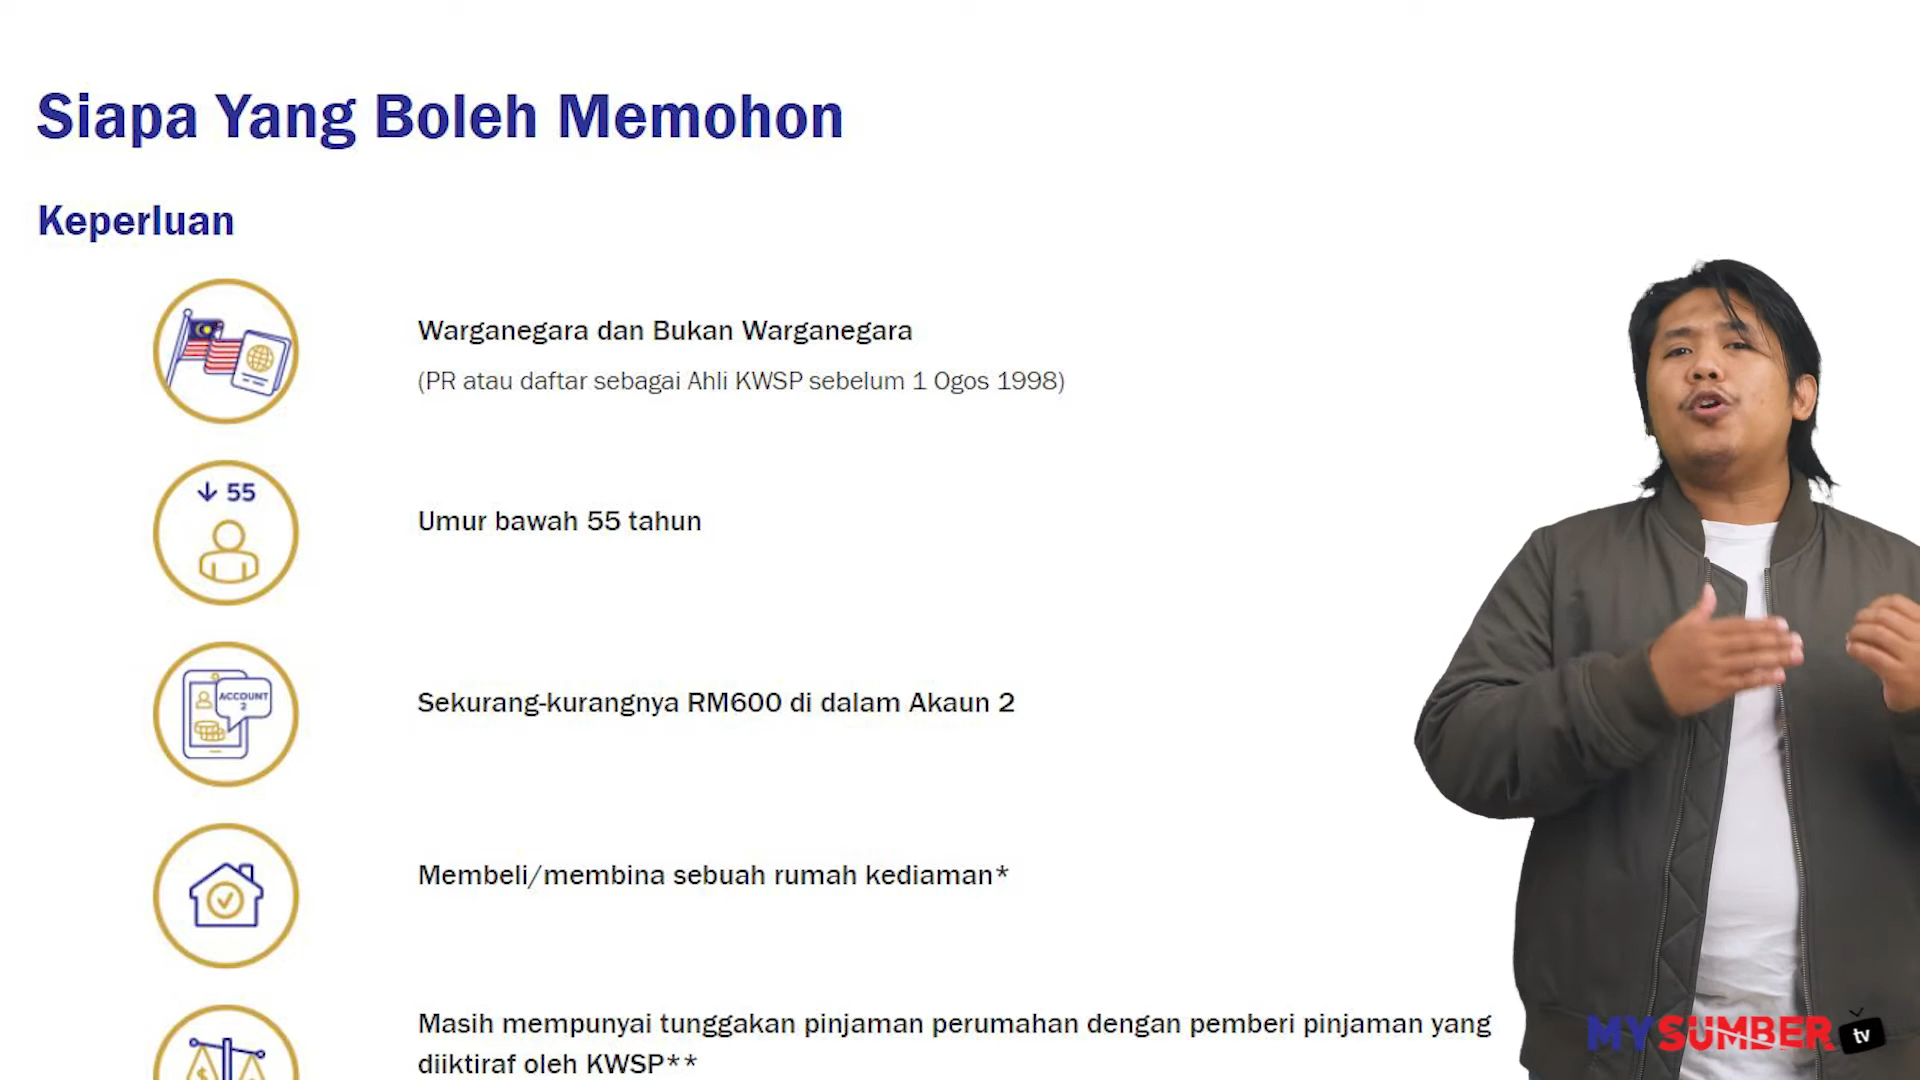 Siapa Yang Boleh Memohon
Keperluan
Warganegara dan Bukan Warganegara
(PR atau daftar sebagai Ahli KWSP sebelum 1 Ogos 1998)
55
Umur bawah 55 tahun
ACCOUNT
2
Sekurang-kurangnya RM600 di dalam Akaun 2
Membeli/membina sebuah rumah kediaman*
Masih mempunyai tunggakan pinjaman perumahan dengan pemberi pinjaman yang
diiktiraf oleh KWSP**
$
MYSUMBER tv